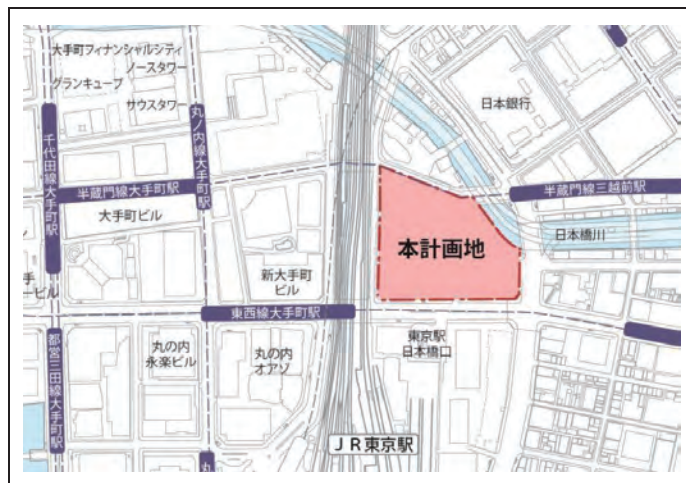 大手町フィナンシャルシティ
ノースタワー
グランキューブ
サウスタワー
日本銀行
千代田線大手町駅
丸ノ内線大手町駅
半蔵門線大手町駅
半蔵門線三越前駅
大手町ビル
本計画地
日本橋川
新大手町
ビル
手
ービル
東西線大手町駅
都営三田線大手町駅
丸の内
永楽ビル
丸の内
オアゾ
東京駅
日本橋口
JR東京駅
丸